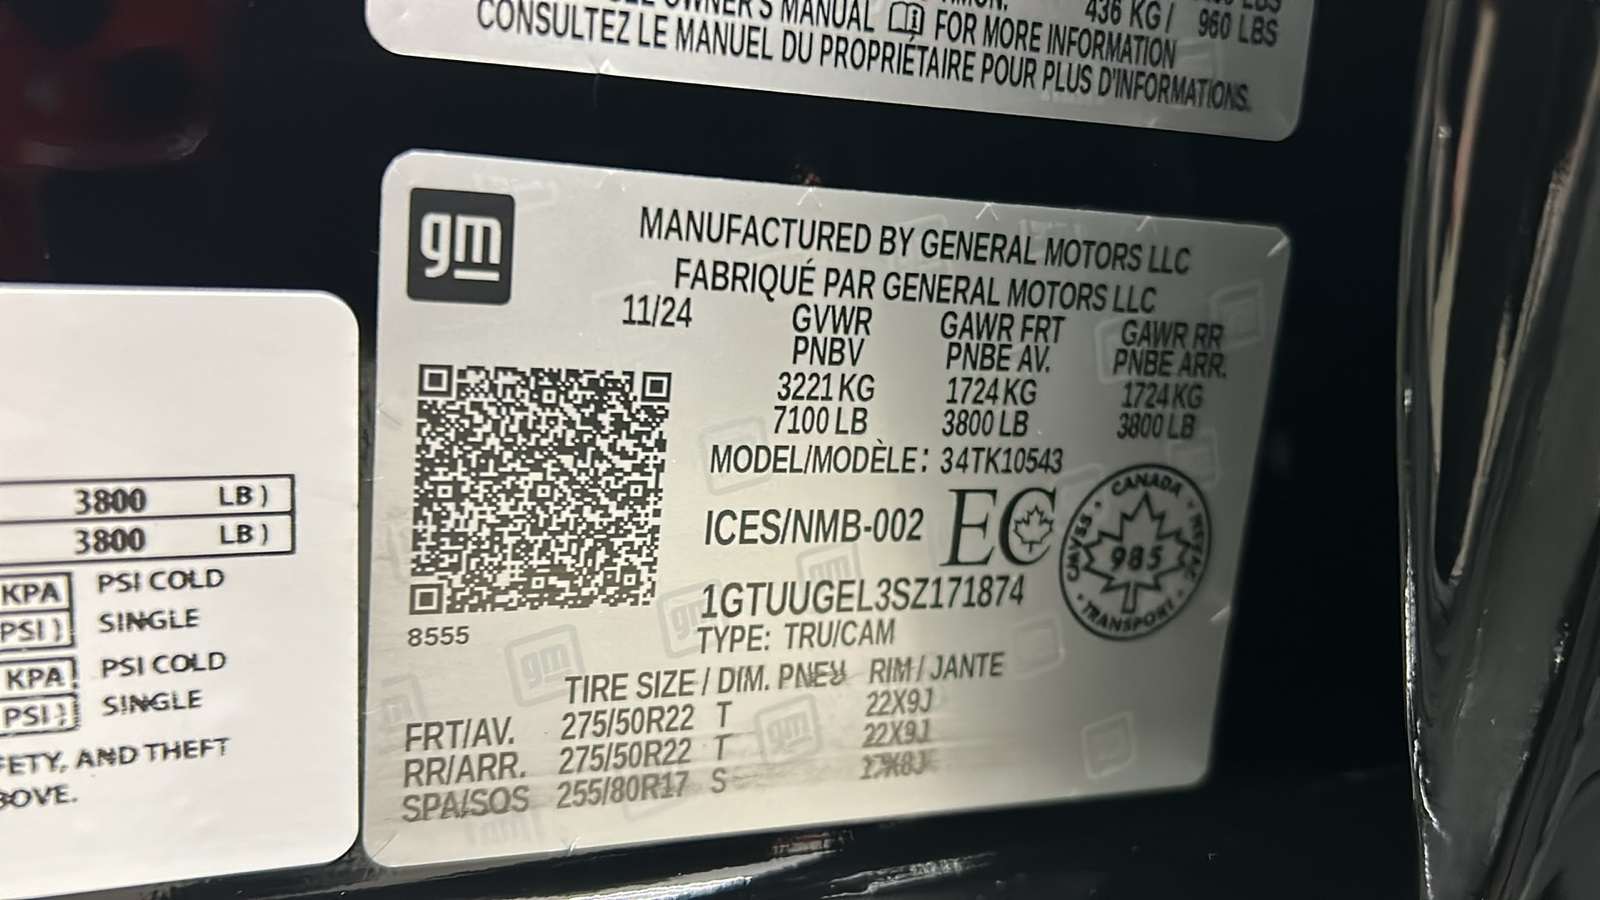 OWNER'S MANUAL FOR MORE INFORMATION
436 KG / 960 LBS
CONSULTEZ LE MANUEL DU PROPRIÉTAIRE POUR PLUS D'INFORMATIONS.
gm
MANUFACTURED BY GENERAL MOTORS LLC
FABRIQUÉ PAR GENERAL MOTORS LLC
11/24 GVWR GAWR FRT GAWR RR
PNBV PNBE AV. PNBE ARR.
3221 KG 1724 KG 1724 KG
7100 LB 3800 LB 3800 LB
MODEL/MODÈLE: 34TK10543
ICES/NMB-002 EC
CANADA
985
TRANSPORT
1GTUUGEL3SZ171874
8555
TYPE: TRU/CAM
TIRE SIZE / DIM. PNEU RIM / JANTE
FRT/AV. 275/50R22 T 22X9J
RR/ARR. 275/50R22 T 22X9J
SPA/SOS 255/80R17 S
3800 LB )
3800 LB )
KPA PSI COLD
PSI ) SINGLE
KPA PSI COLD
PSI ) SINGLE
AND THEFT